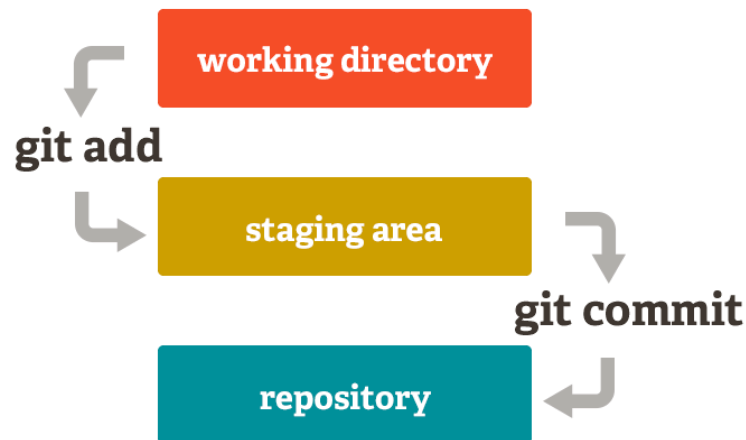 working directory
git add
staging area
git commit
repository